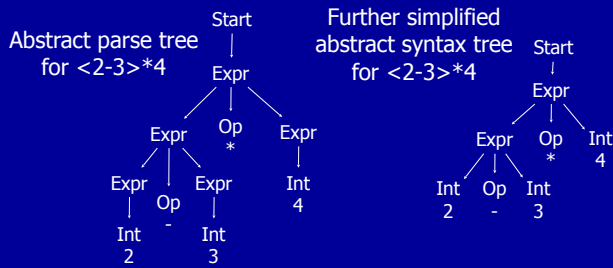 Abstract parse tree
for <2-3>*4
Start
Expr
Expr
Op
*
Expr
Expr
Op
-
Expr
Int
4
Int
2
Int
3
Further simplified
abstract syntax tree
for <2-3>*4
Start
Expr
Expr
Op
*
Int
4
Int
2
Op
-
Int
3